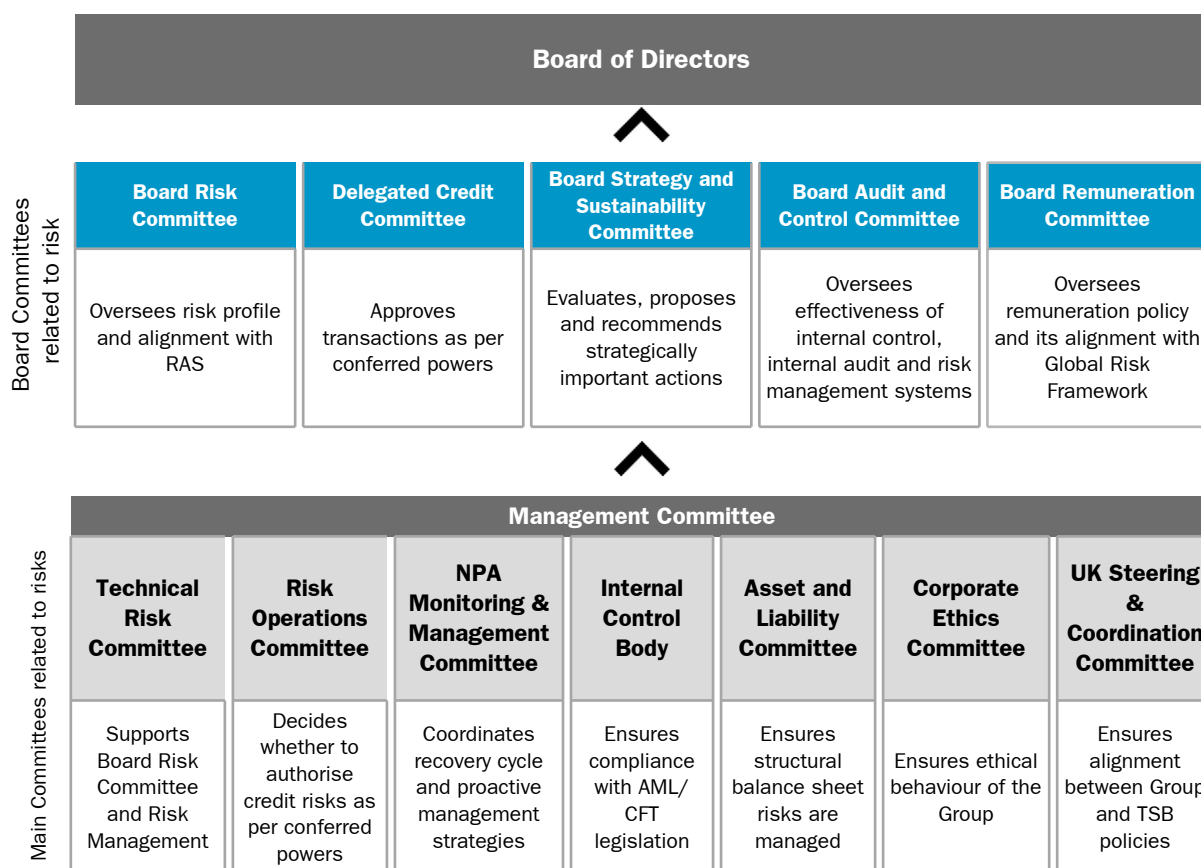 Board of Directors
Board Committees
related to risk
Board Risk
Committee
Oversees risk profile
and alignment with
RAS
Delegated Credit
Committee
Approves
transactions as per
conferred powers
Board Strategy and
Sustainability
Committee
Evaluates, proposes
and recommends
strategically
important actions
Board Audit and
Control Committee
Oversees
effectiveness of
internal control,
internal audit and risk
management systems
Board Remuneration
Committee
Oversees
remuneration policy
and its alignment with
Global Risk
Framework
Main Committees related to risks
Management Committee
Technical
Risk
Committee
Supports
Board Risk
Committee
and Risk
Management
Risk
Operations
Committee
Decides
whether to
authorise
credit risks as
per conferred
powers
NPA
Monitoring &
Management
Committee
Coordinates
recovery cycle
and proactive
management
strategies
Internal
Control
Body
Ensures
compliance
with AML/
CFT
legislation
Asset and
Liability
Committee
Ensures
structural
balance sheet
risks are
managed
Corporate
Ethics
Committee
Ensures ethical
behaviour of the
Group
UK Steering
&
Coordination
Committee
Ensures
alignment
between Group
and TSB
policies